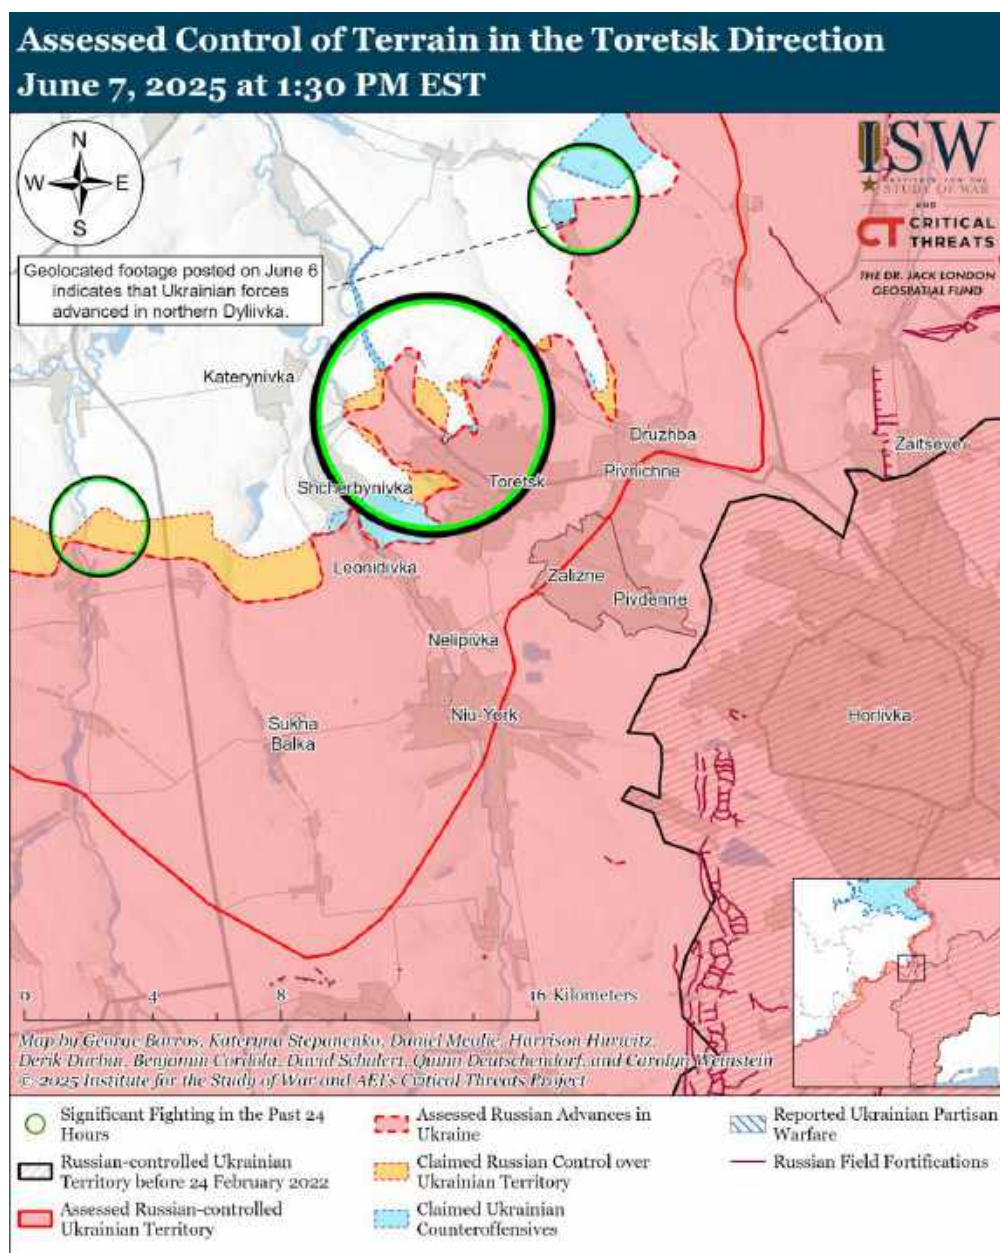 Assessed Control of Terrain in the Toretsk Direction
June 7, 2025 at 1:30 PM EST
N
W
E
S
ISW
INSTITUTE FOR THE
STUDY OF WAR
AND
CT CRITICAL
THREATS
THE DR. JACK LONDON
GEOSPATIAL FUND
Geolocated footage posted on June 6
indicates that Ukrainian forces
advanced in northern Dyliivka.
Katerynivka
Druzhba
Zaitseve
Pivnichne
Shcherbynivka
Toretsk
Leonidivka
Zalizne
Pivdenne
Nelipivka
Niu-York
Horlivka
Sukha
Balka
0 4 8 16 Kilometers
Map by George Barros, Kateryna Stepanenko, Daniel Mealie, Harrison Hurwitz,
Derik Durbin, Benjamin Cordola, David Schulert, Quinn Deutschendorf, and Carolyn Weinstein
© 2025 Institute for the Study of War and AEI's Critical Threats Project
Significant Fighting in the Past 24
Hours
Russian-controlled Ukrainian
Territory before 24 February 2022
Assessed Russian-controlled
Ukrainian Territory
Assessed Russian Advances in
Ukraine
Claimed Russian Control over
Ukrainian Territory
Claimed Ukrainian
Counteroffensives
Reported Ukrainian Partisan
Warfare
Russian Field Fortifications